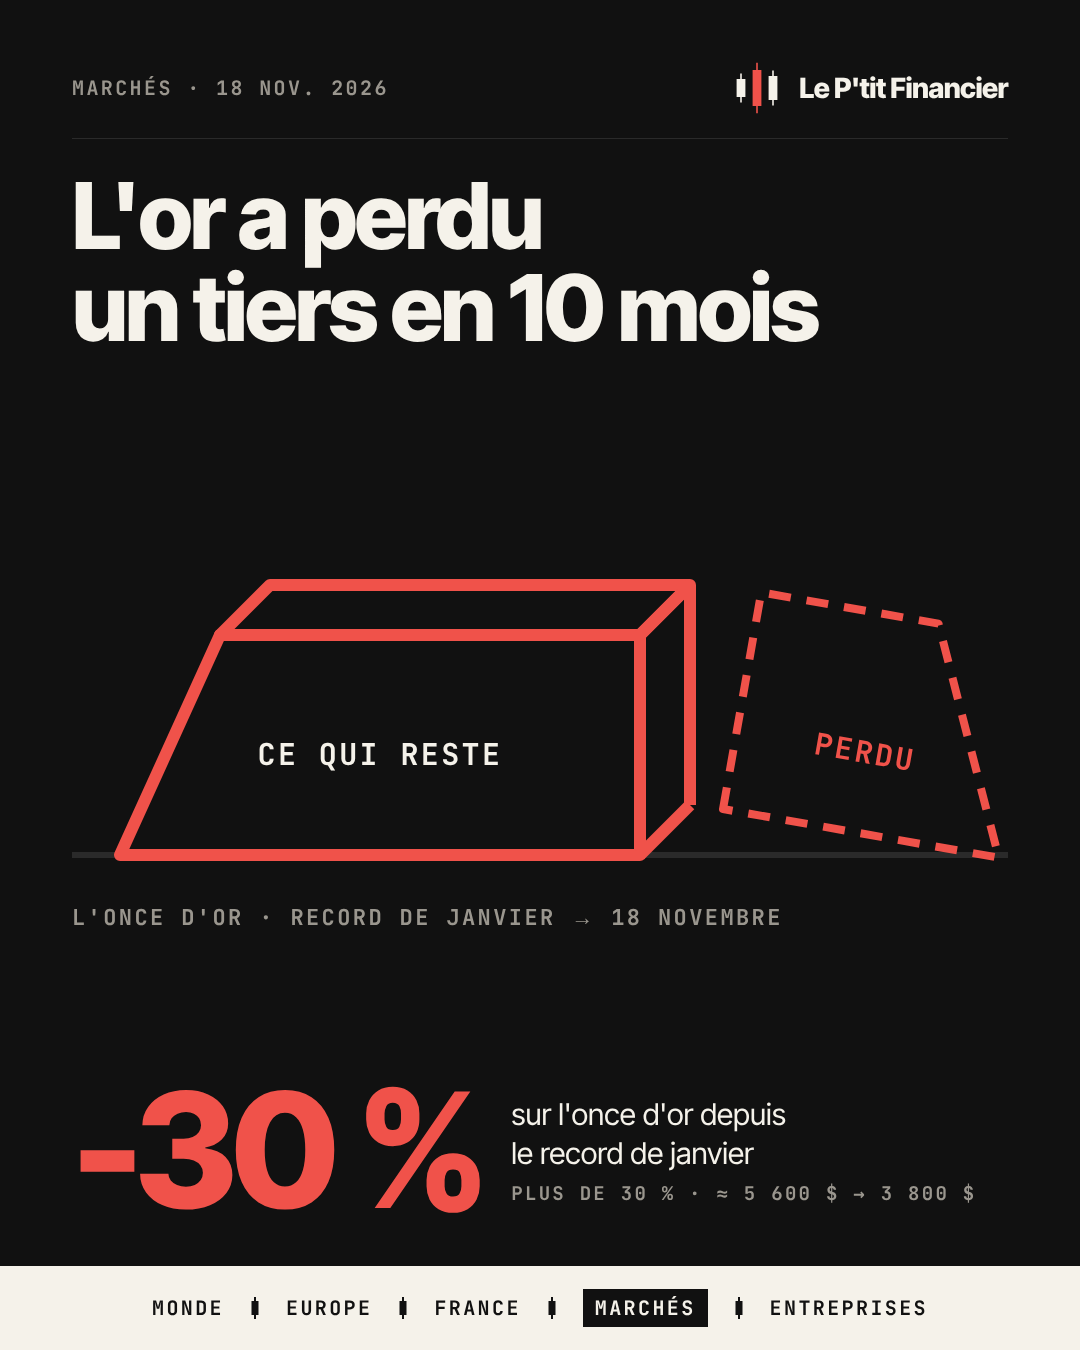 MARCHÉS · 18 NOV. 2026
Le P'tit Financier
L'or a perdu
un tiers en 10 mois
CE QUI RESTE
PERDU
L'ONCE D'OR · RECORD DE JANVIER → 18 NOVEMBRE
-30 %
sur l'once d'or depuis
le record de janvier
PLUS DE 30 % · ≈ 5 600 $ → 3 800 $
MONDE EUROPE FRANCE MARCHÉS ENTREPRISES